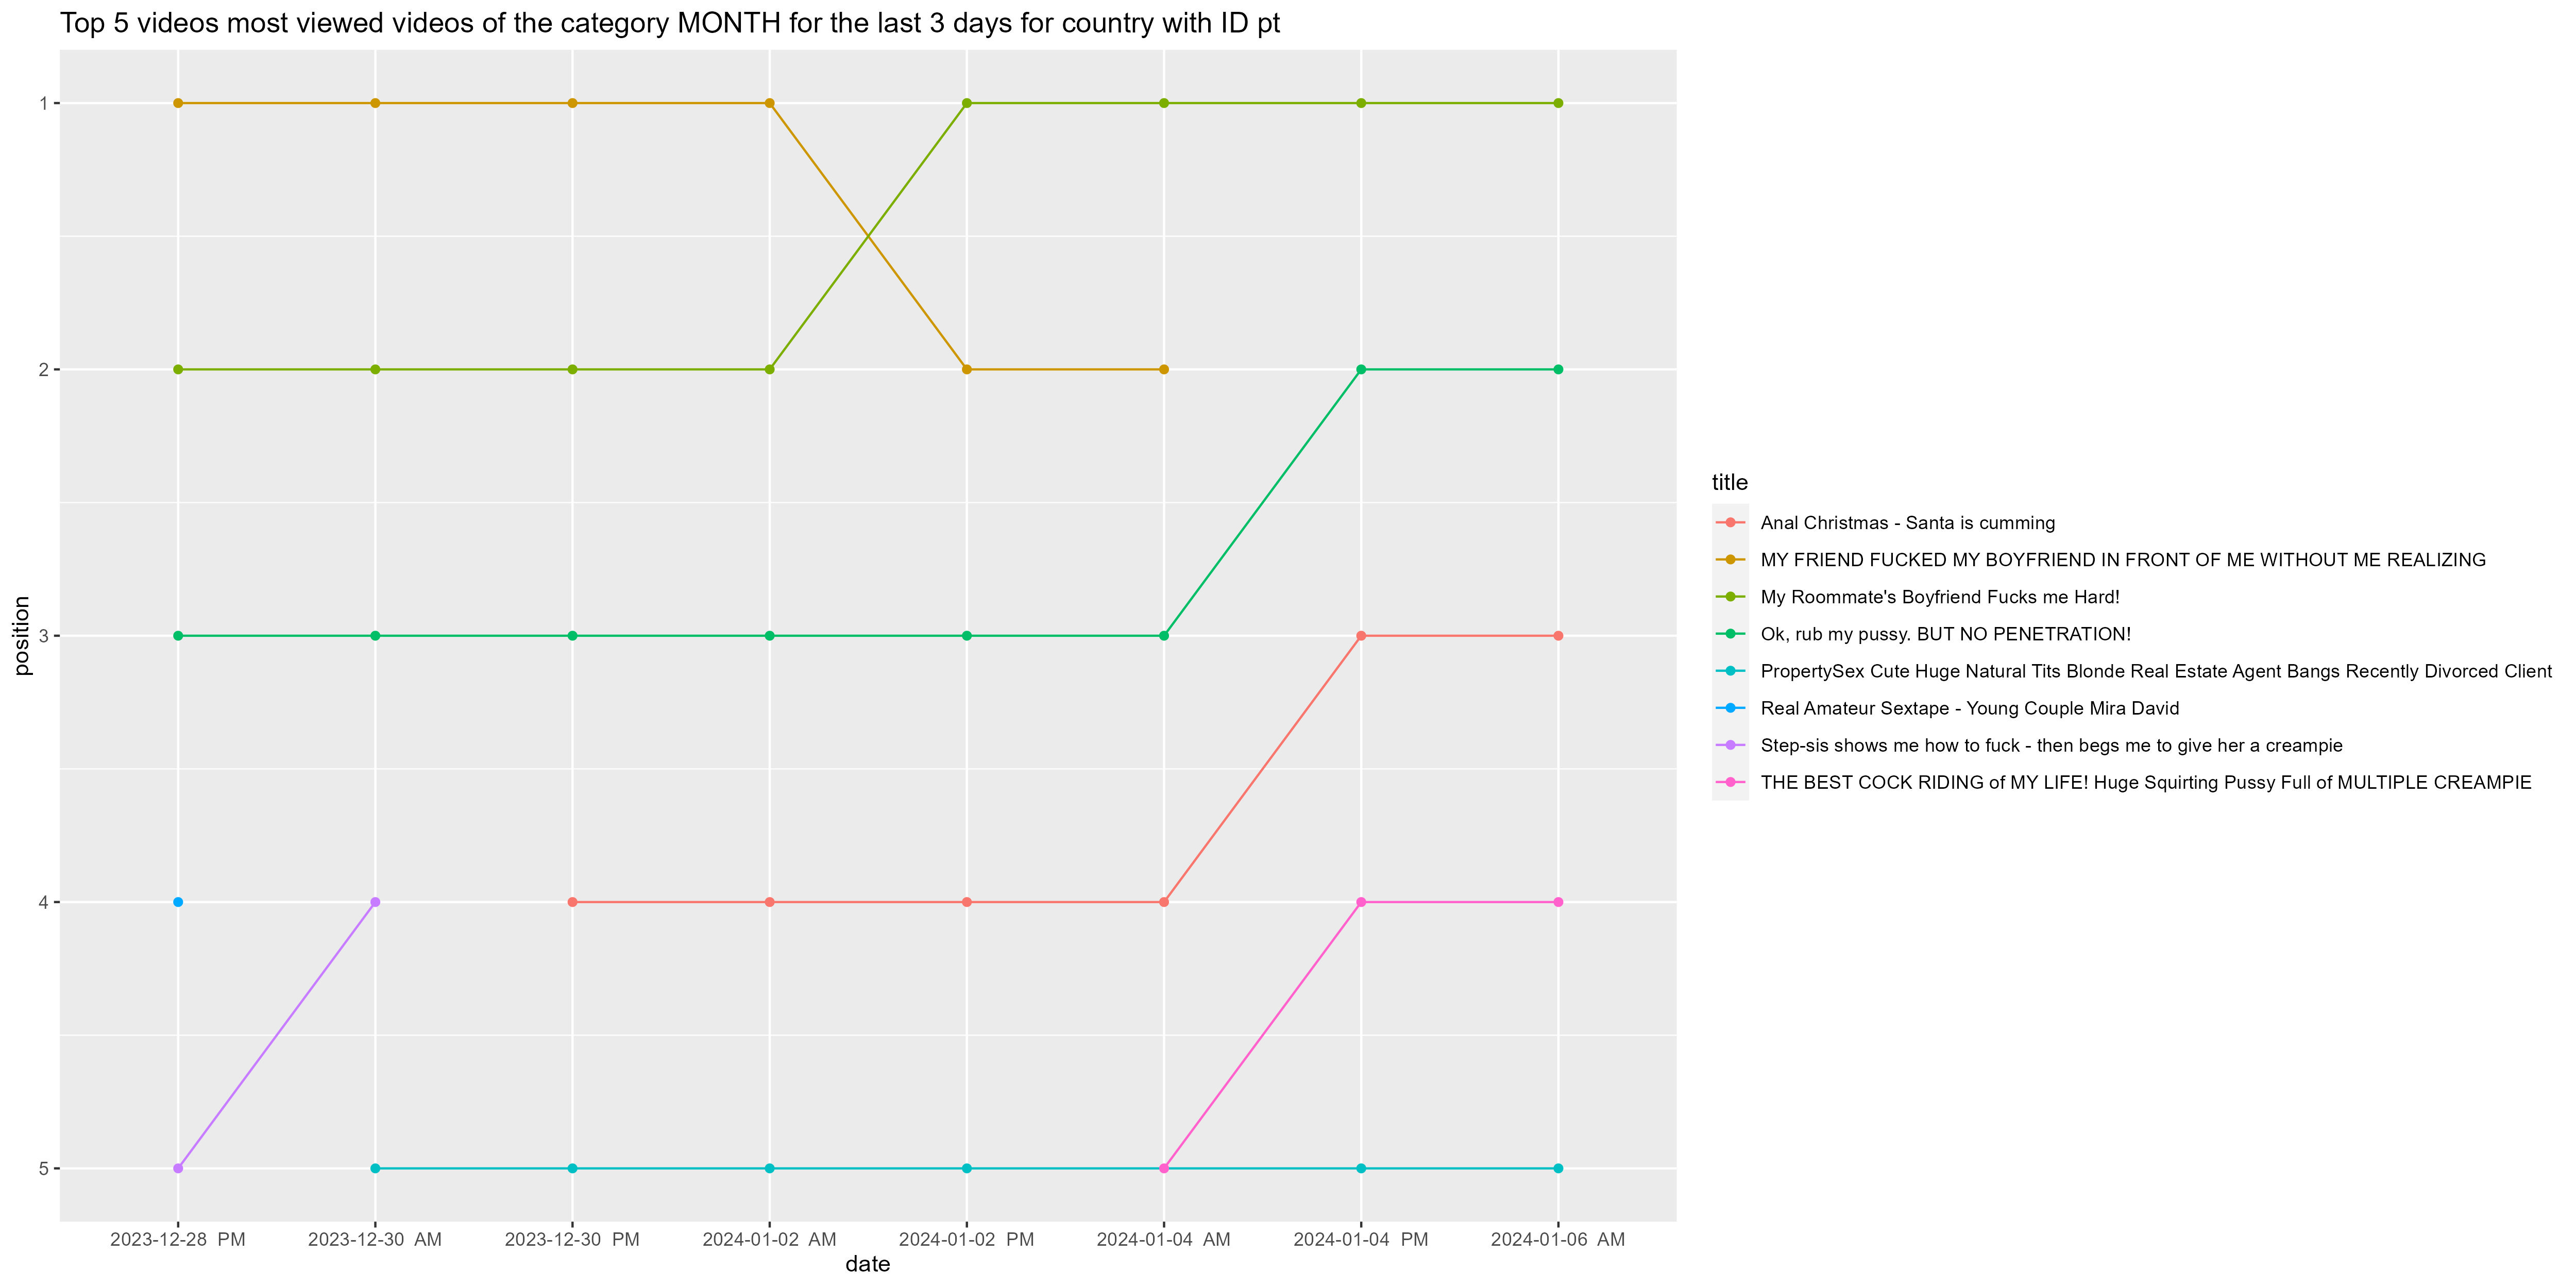 Top 5 videos most viewed videos of the category MONTH for the last 3 days for country with ID pt
position
1
2
3
4
5
2023-12-28 PM
2023-12-30 AM
2023-12-30 PM
2024-01-02 AM
2024-01-02 PM
2024-01-04 AM
2024-01-04 PM
2024-01-06 AM
date
title
Anal Christmas - Santa is cumming
MY FRIEND FUCKED MY BOYFRIEND IN FRONT OF ME WITHOUT ME REALIZING
My Roommate's Boyfriend Fucks me Hard!
Ok, rub my pussy. BUT NO PENETRATION!
PropertySex Cute Huge Natural Tits Blonde Real Estate Agent Bangs Recently Divorced Client
Real Amateur Sextape - Young Couple Mira David
Step-sis shows me how to fuck - then begs me to give her a creampie
THE BEST COCK RIDING of MY LIFE! Huge Squirting Pussy Full of MULTIPLE CREAMPIE